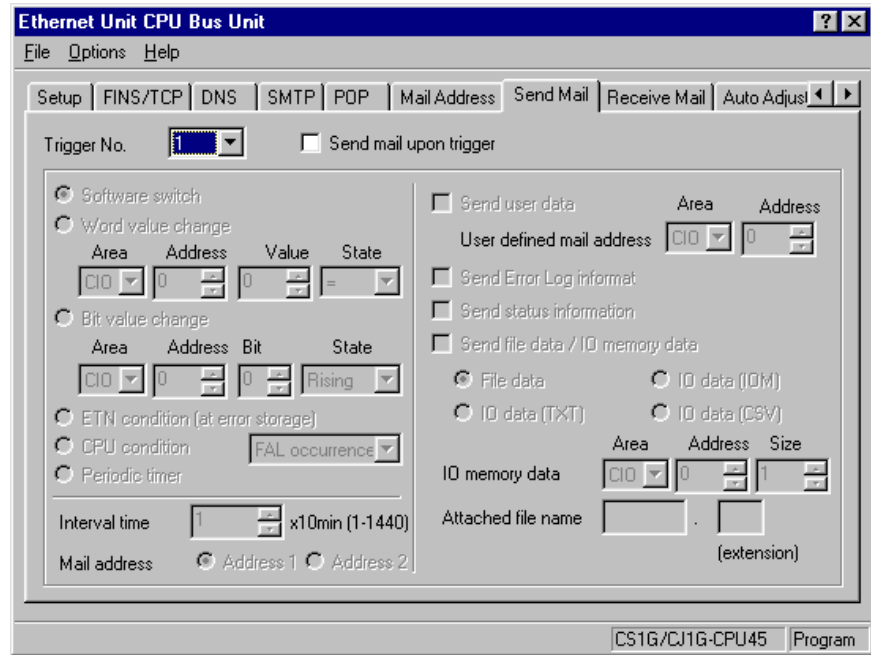 Ethernet Unit CPU Bus Unit
File Options Help
Setup FINS/TCP DNS SMTP POP Mail Address Send Mail Receive Mail Auto Adjust
Trigger No. 1 Send mail upon trigger
Software switch
Word value change
Area Address Value State
CIO 0 0 =
Bit value change
Area Address Bit State
CIO 0 0 Rising
ETN condition (at error storage)
CPU condition FAL occurrence
Periodic timer
Interval time 1 x10min (1-1440)
Mail address Address 1 Address 2
Send user data Area Address
User defined mail address CIO 0
Send Error Log informat
Send status information
Send file data / IO memory data
File data IO data (IOM)
IO data (TXT) IO data (CSV)
Area Address Size
IO memory data CIO 0 1
Attached file name .
(extension)
CS1G/CJ1G-CPU45 Program